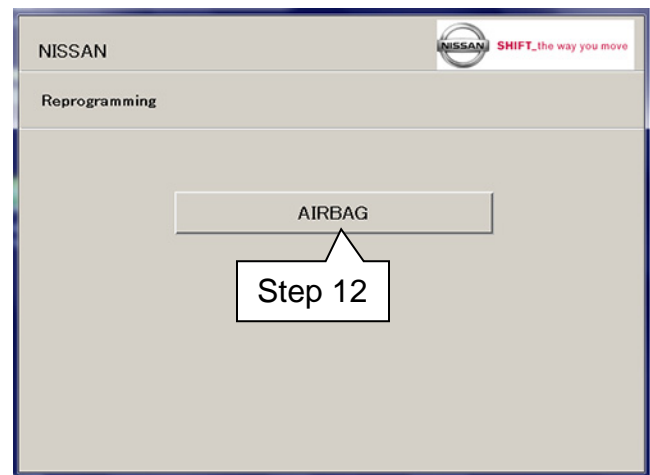 NISSAN
NISSAN SHIFT_the way you move
Reprogramming
AIRBAG
Step 12